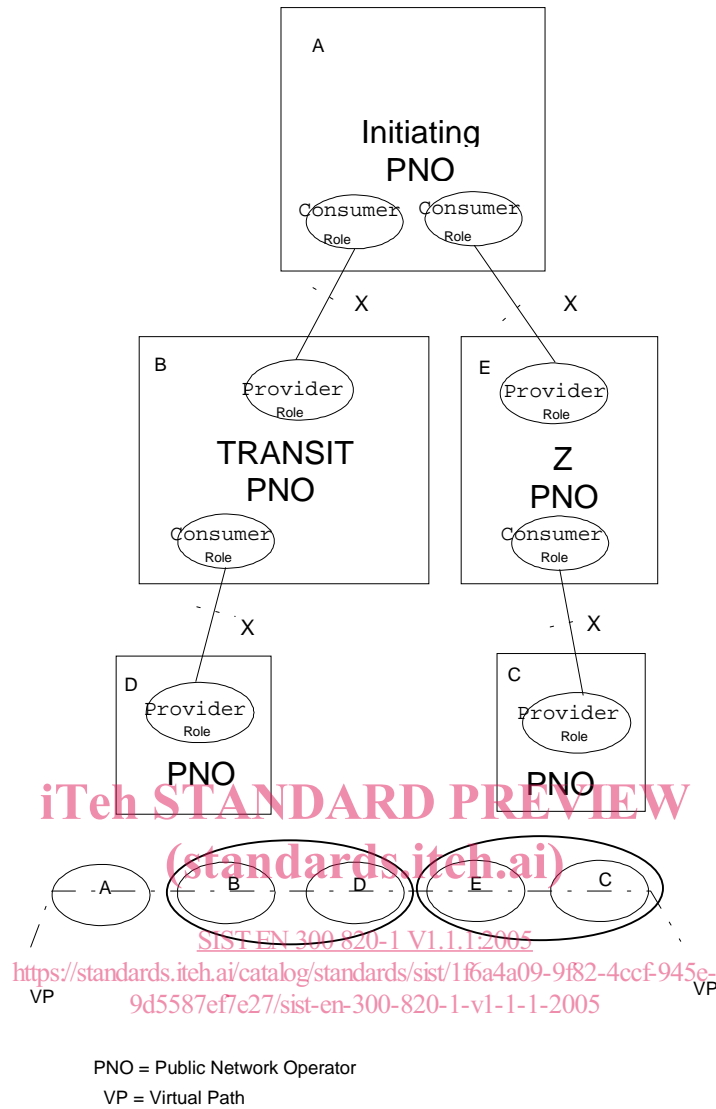 A
Initiating
PNO
Consumer Consumer
Role Role
X X
B E
Provider Provider
Role Role
TRANSIT Z
PNO PNO
Consumer Consumer
Role Role
X X
D C
Provider Provider
Role Role
PNO PNO
iTeh STANDARD PREVIEW
(standards.iteh.ai)
A B D E C
SIST EN 300 820-1 V1.1.1:2005
https://standards.iteh.ai/catalog/standards/sist/1f6a4a09-9f82-4ccf-945e-
VP VP
9d5587ef7e27/sist-en-300-820-1-v1-1-1-2005
PNO = Public Network Operator
VP = Virtual Path